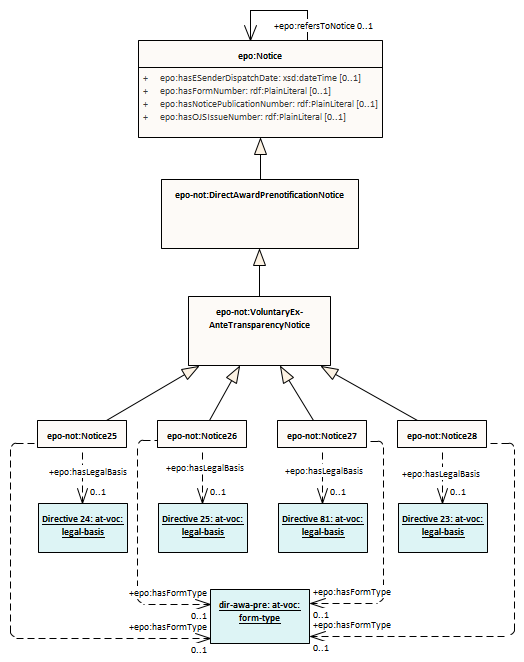 +epo:refersToNotice 0..1
epo:Notice
+ epo:hasESenderDispatchDate: xsd:dateTime [0..1]
+ epo:hasFormNumber: rdf:PlainLiteral [0..1]
+ epo:hasNoticePublicationNumber: rdf:PlainLiteral [0..1]
+ epo:hasOJSIssueNumber: rdf:PlainLiteral [0..1]
epo-not:DirectAwardPrenotificationNotice
epo-not:VoluntaryEx-
AnteTransparencyNotice
epo-not:Notice25
epo-not:Notice26
epo-not:Notice27
epo-not:Notice28
+epo:hasLegalBasis
+epo:hasLegalBasis
+epo:hasLegalBasis
+epo:hasLegalBasis
0..1
0..1
0..1
0..1
Directive 24: at-voc:
legal-basis
Directive 25: at-voc:
legal-basis
Directive 81: at-voc:
legal-basis
Directive 23: at-voc:
legal-basis
+epo:hasFormType
+epo:hasFormType
dir-awa-pre: at-voc:
form-type
0..1
0..1
+epo:hasFormType
+epo:hasFormType
0..1
0..1